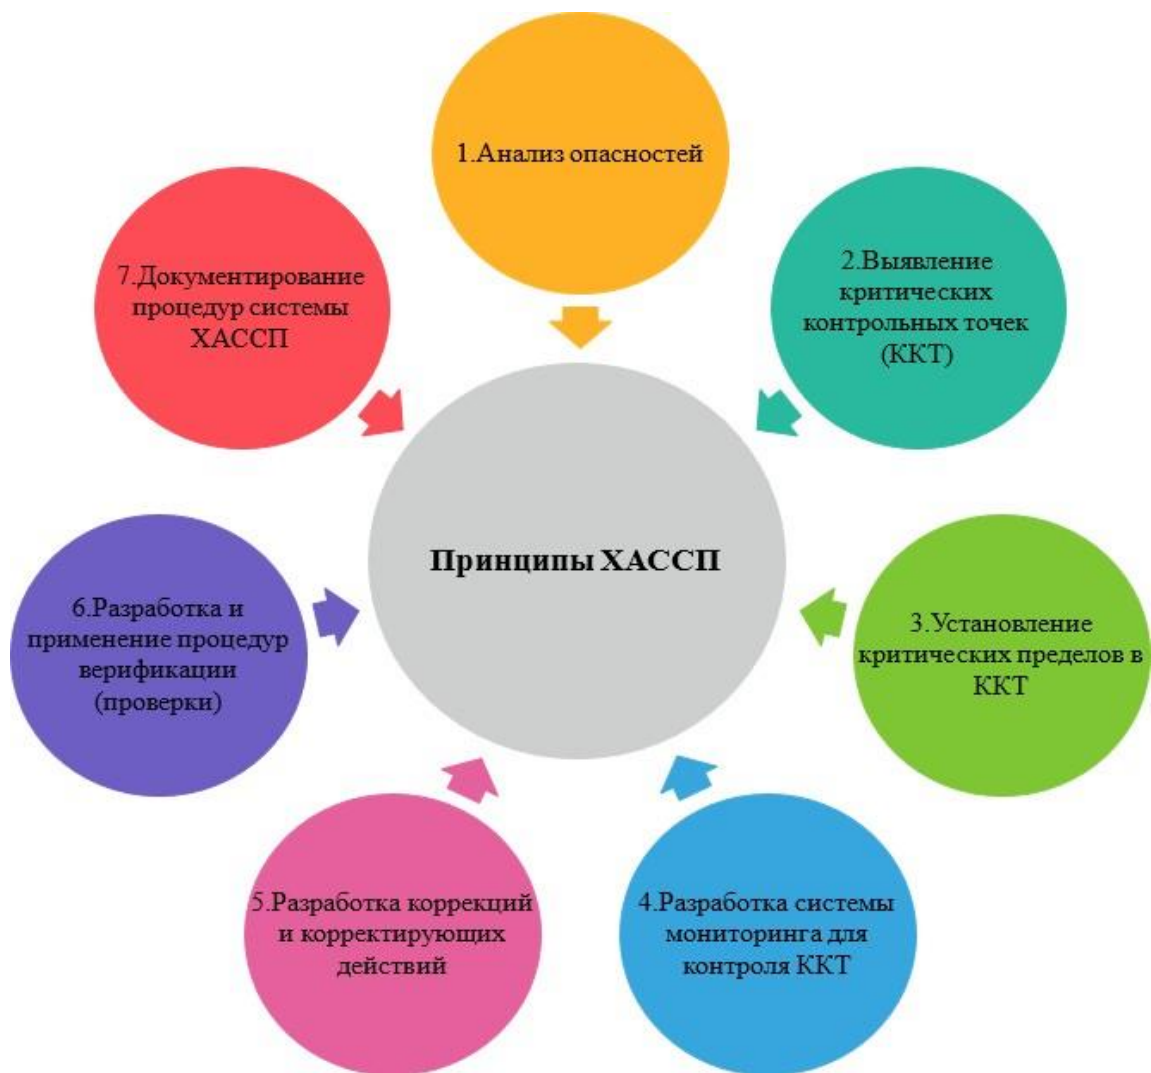 1.Анализ опасностей
2.Выявление
критических
контрольных точек
(ККТ)
3.Установление
критических пределов в
ККТ
4.Разработка системы
мониторинга для
контроля ККТ
5.Разработка коррекций
и корректирующих
действий
6.Разработка и
применение процедур
верификации
(проверки)
7.Документирование
процедур системы
ХАССП
Принципы ХАССП